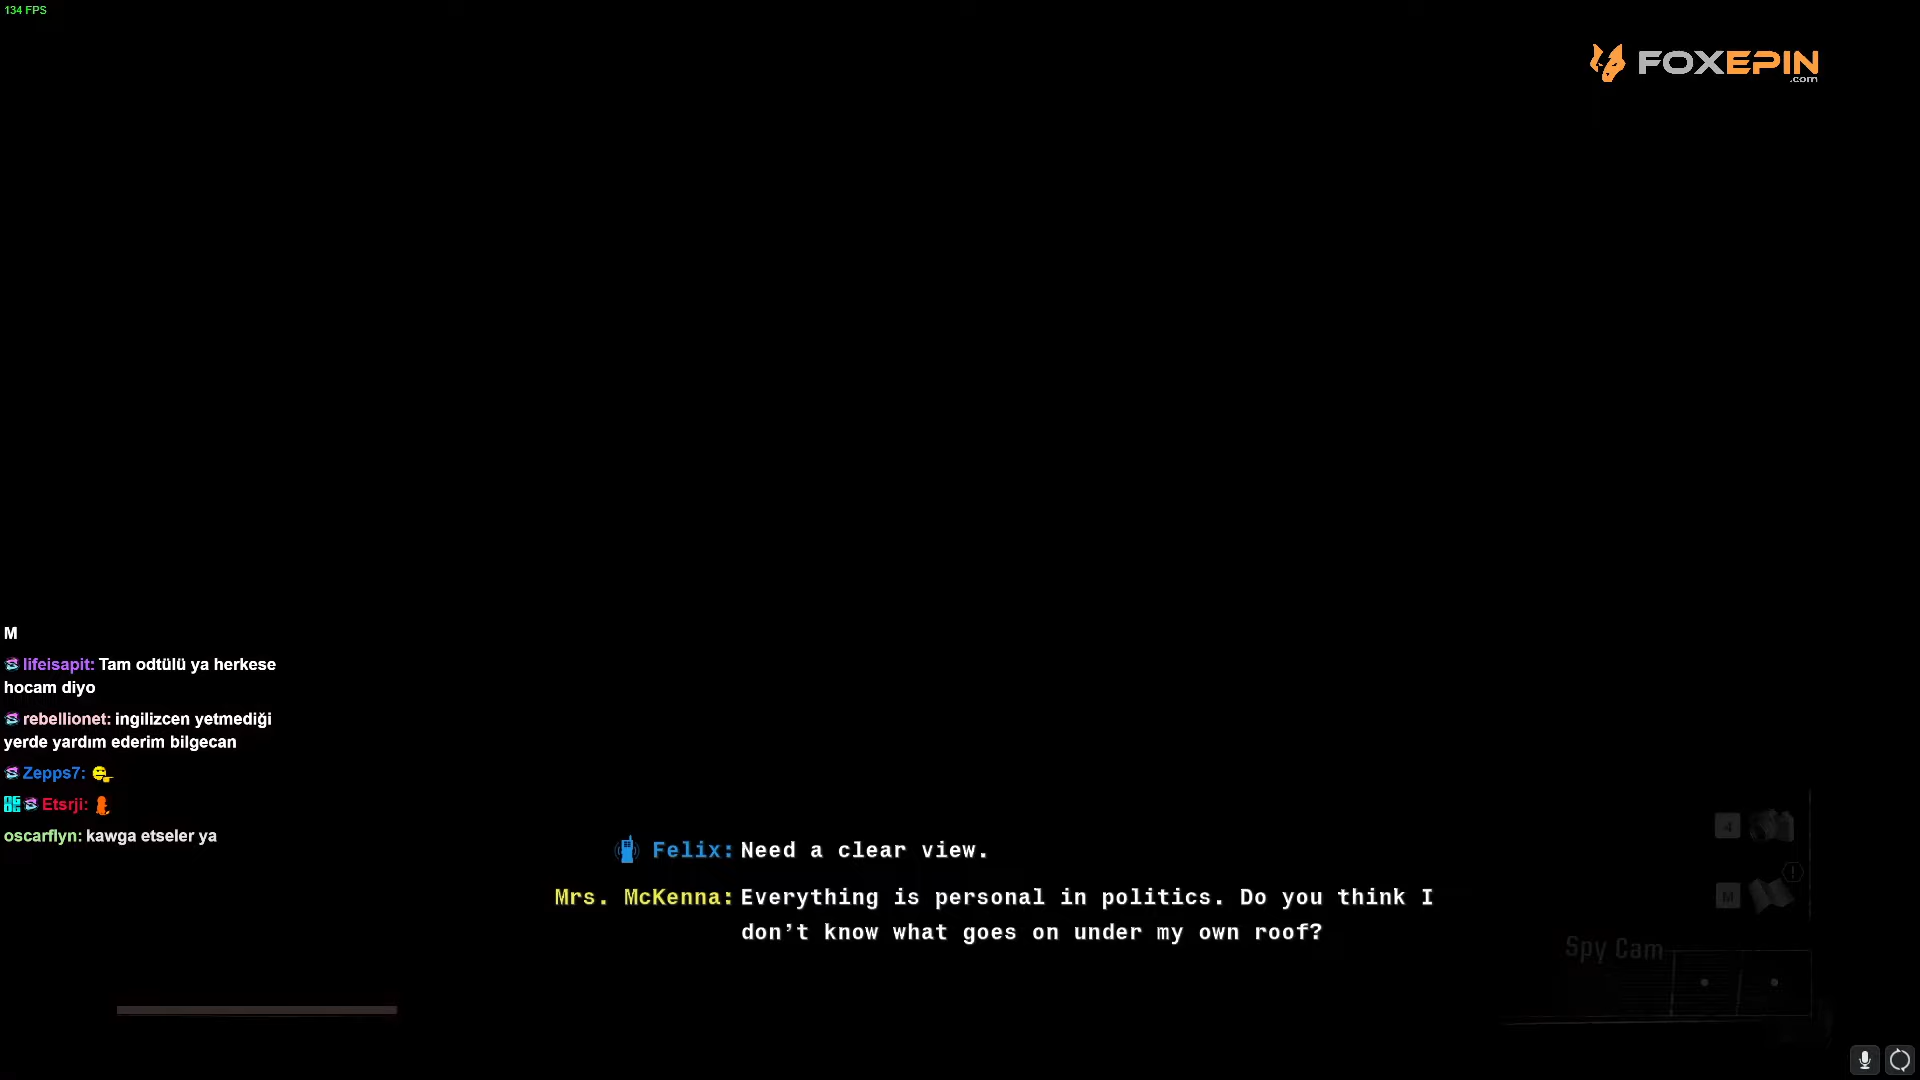 134 FPS
FOXEPIN
.com
M
lifeisapit: Tam odtülü ya herkese
hocam diyo
rebellionet: ingilizcen yetmediği
yerde yardım ederim bilgecan
Zepps7:
Etsrji:
oscarflyn: kawga etseler ya
Felix: Need a clear view.
Mrs. McKenna: Everything is personal in politics. Do you think I
don’t know what goes on under my own roof?
4
M
Spy Cam